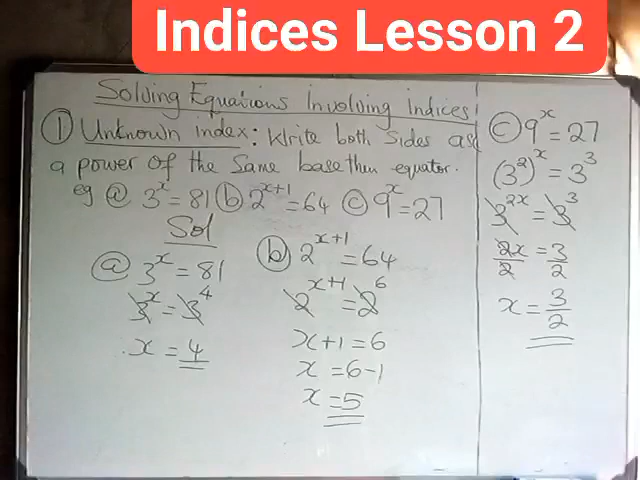 Indices Lesson 2
Solving Equations Involving Indices
① Unknown index: Write both sides as
a power of the same base then equator.
eg ⓐ 3^x = 81 ⓑ 2^{x+1} = 64 ⓒ 9^x = 27
Sol
ⓐ 3^x = 81
3^x = 3^4
x = 4
ⓑ 2^{x+1} = 64
2^{x+1} = 2^6
x+1 = 6
x = 6-1
x = 5
ⓒ 9^x = 27
(3^2)^x = 3^3
3^{2x} = 3^3
2x/2 = 3/2
x = 3/2